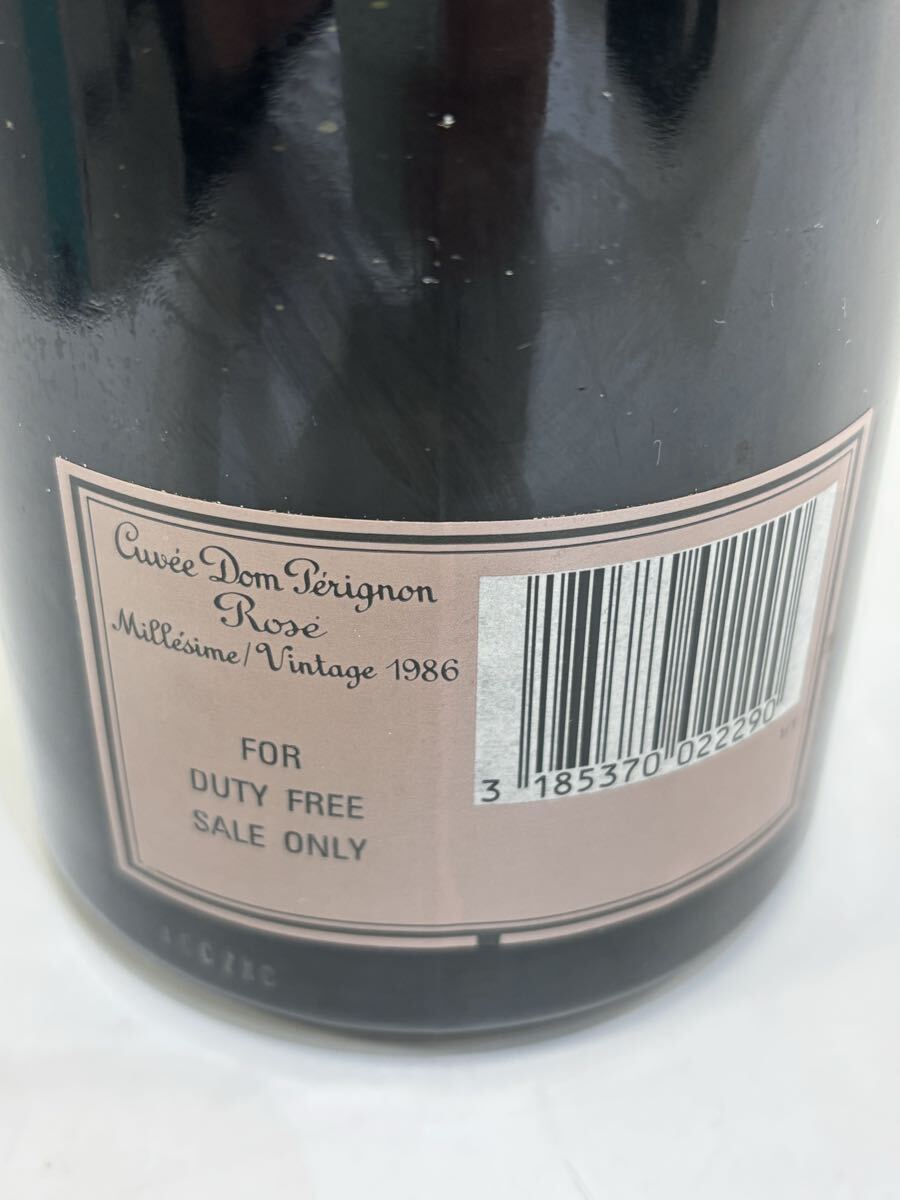 Cuvée Dom Pérignon
Rosé
Millésime/Vintage 1986
FOR
DUTY FREE
SALE ONLY
3 185370 022290